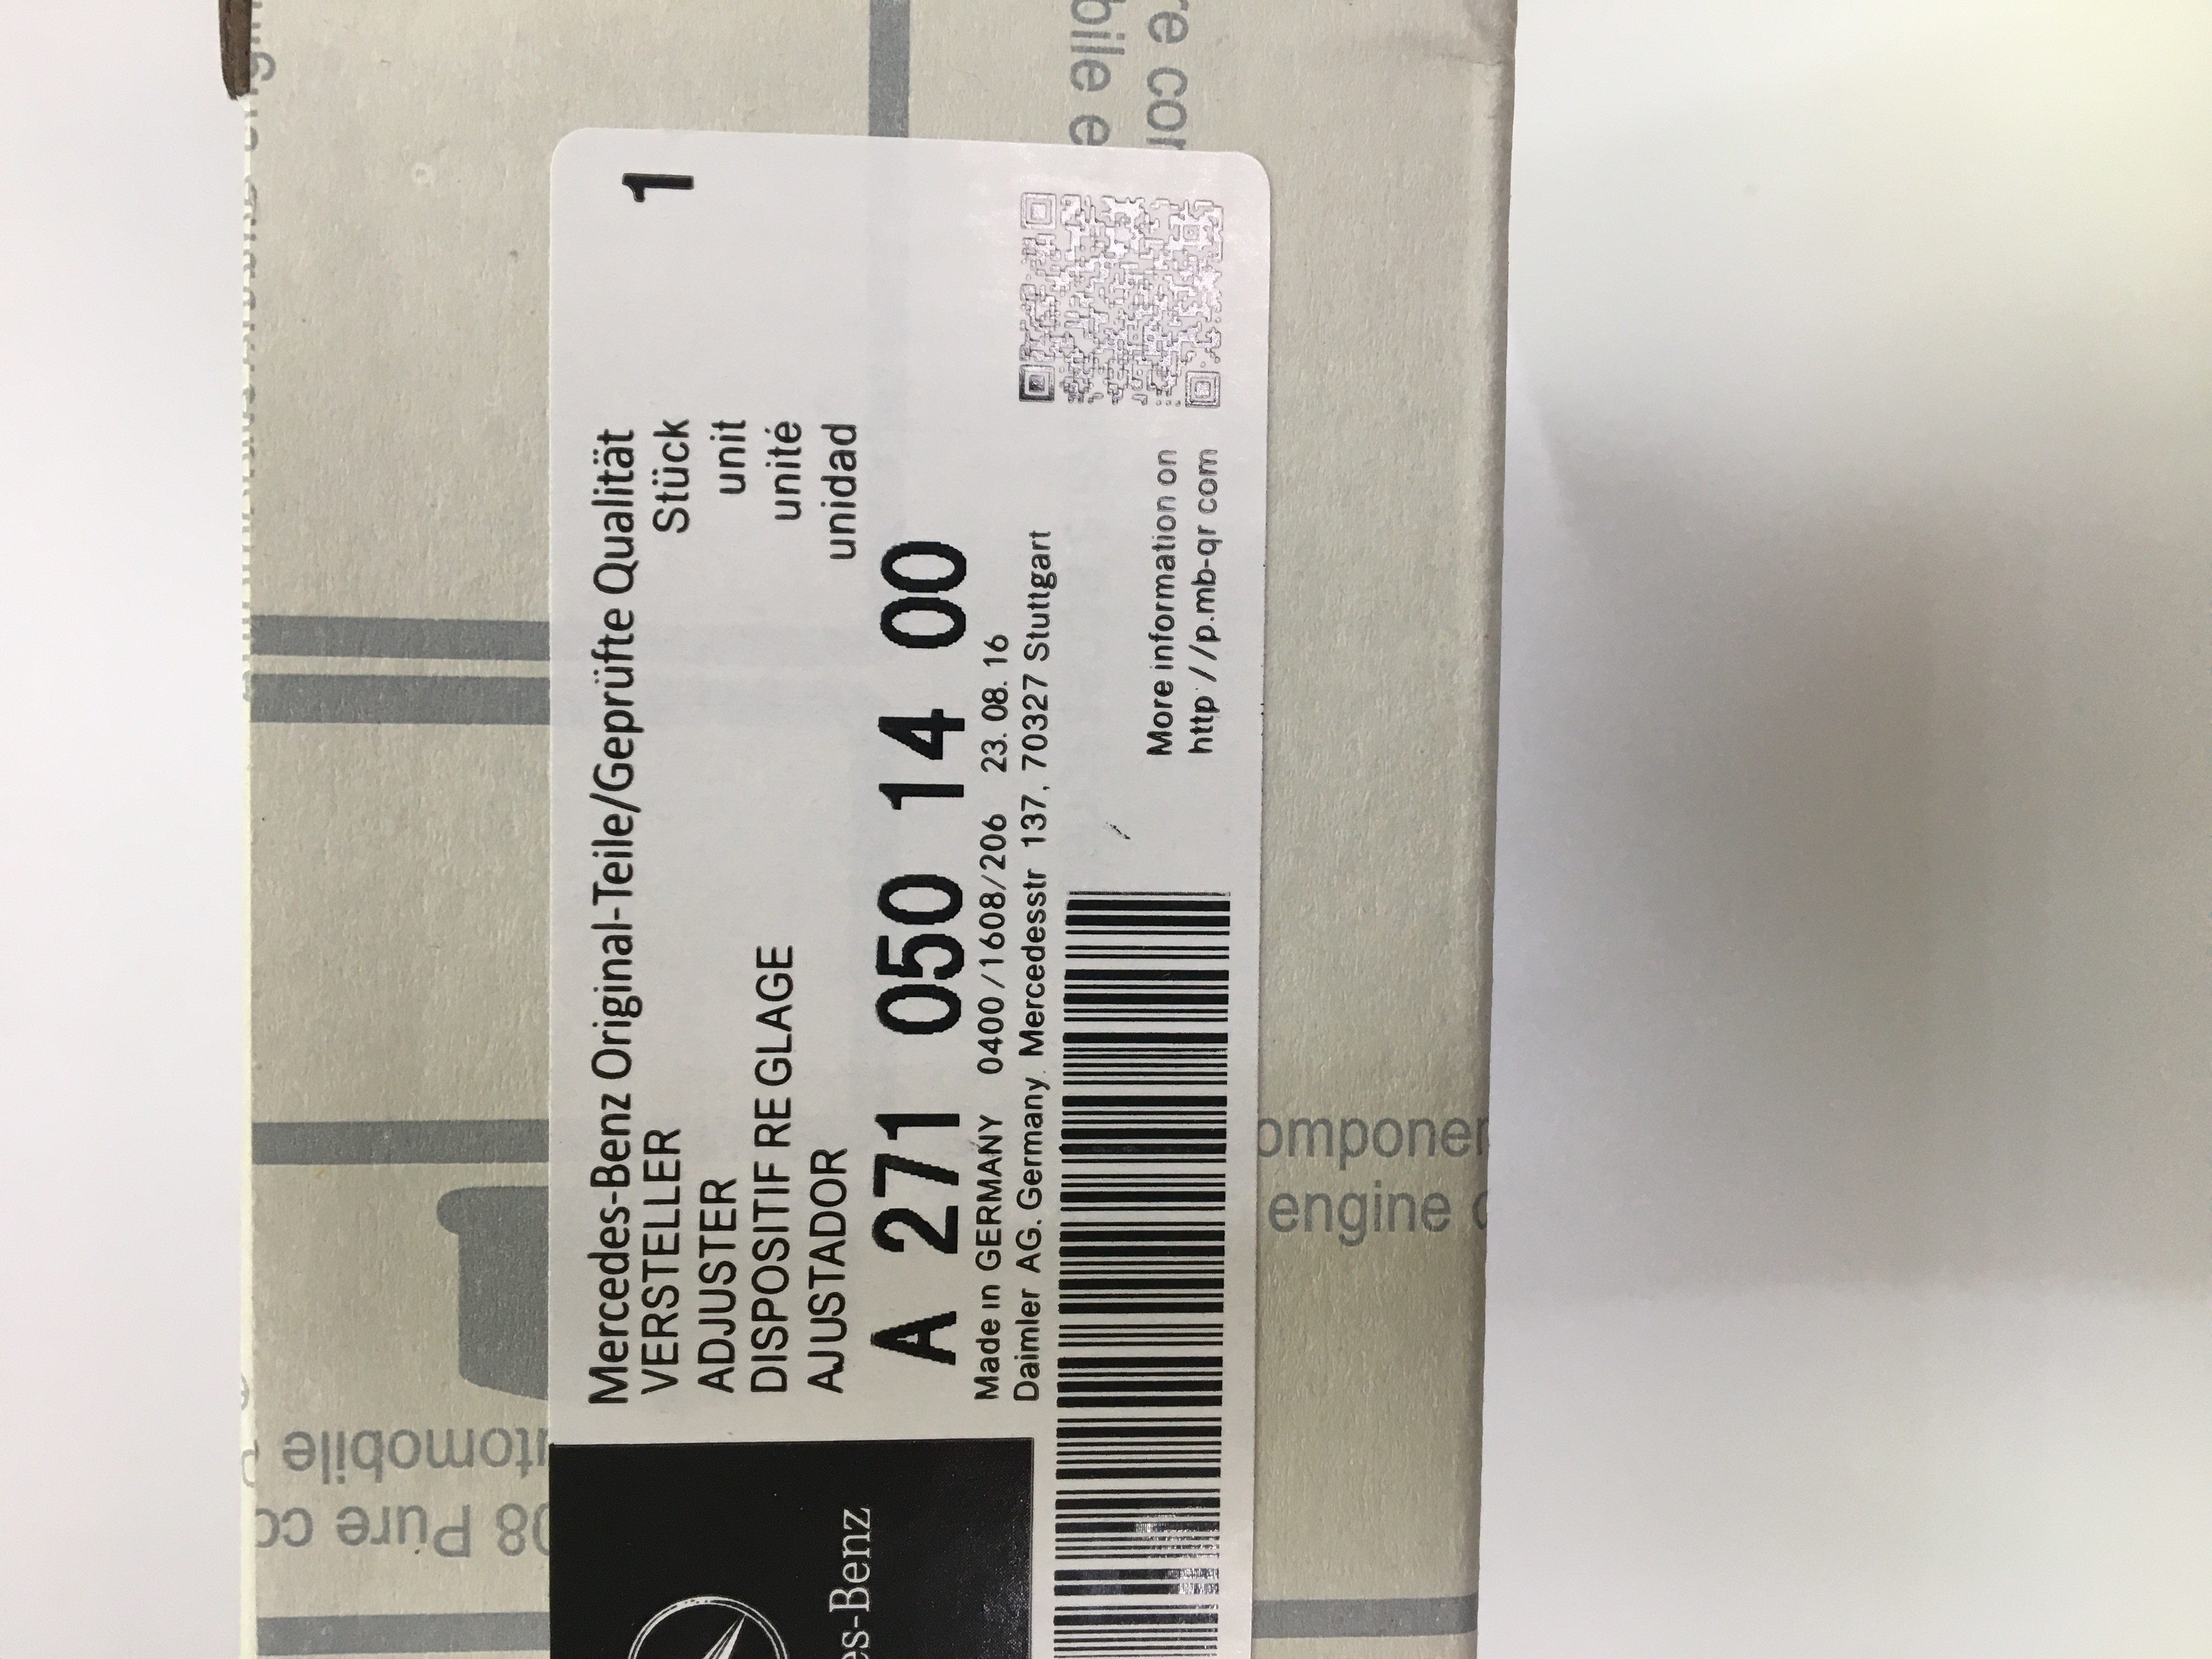 Mercedes-Benz Original-Teile/Geprüfte Qualität
VERSTELLER Stück 1
ADJUSTER unit
DISPOSITIF RE GLAGE unité
AJUSTADOR unidad
A 271 050 14 00
Made in GERMANY 0400/1608/206 23. 08. 16
Daimler AG. Germany. Mercedesstr 137, 70327 Stuttgart
More information on
http://p.mb-qr com
es-Benz
omponen
engine
tomobile
08 Pure co
re con
bile e